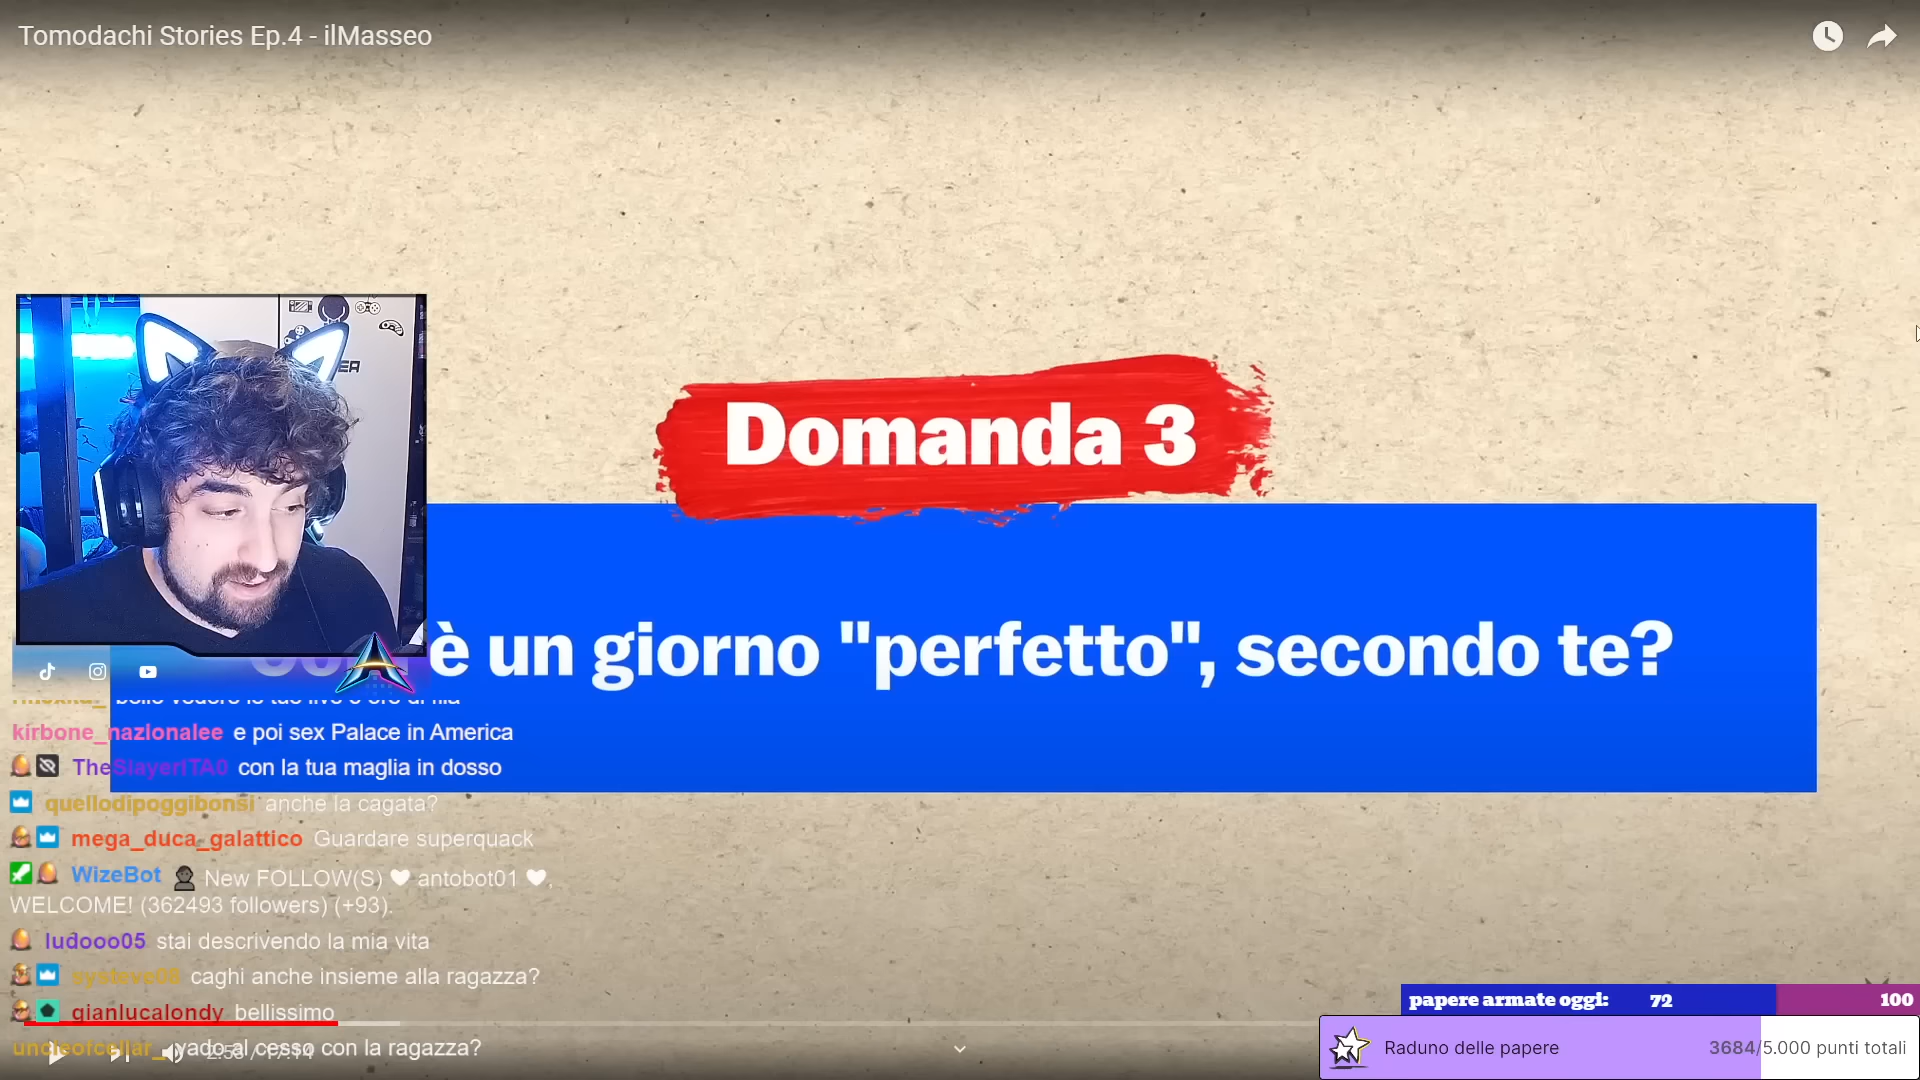 Tomodachi Stories Ep.4 - ilMasseo
Domanda 3
è un giorno "perfetto", secondo te?
kirbone_nazionalee e poi sex Palace in America
TheSlayerITA0 con la tua maglia in dosso
quellodipoggibonsi anche la cagata?
mega_duca_galattico Guardare superquack
WizeBot New FOLLOW(S) ♥ antobot01 ♥,
WELCOME! (362493 followers) (+93).
ludooo05 stai descrivendo la mia vita
caghi anche insieme alla ragazza?
gianlucalondy bellissimo
uncleofcellar_ vado al cesso con la ragazza?
papere armate oggi: 72 100
Raduno delle papere 3684/5.000 punti totali